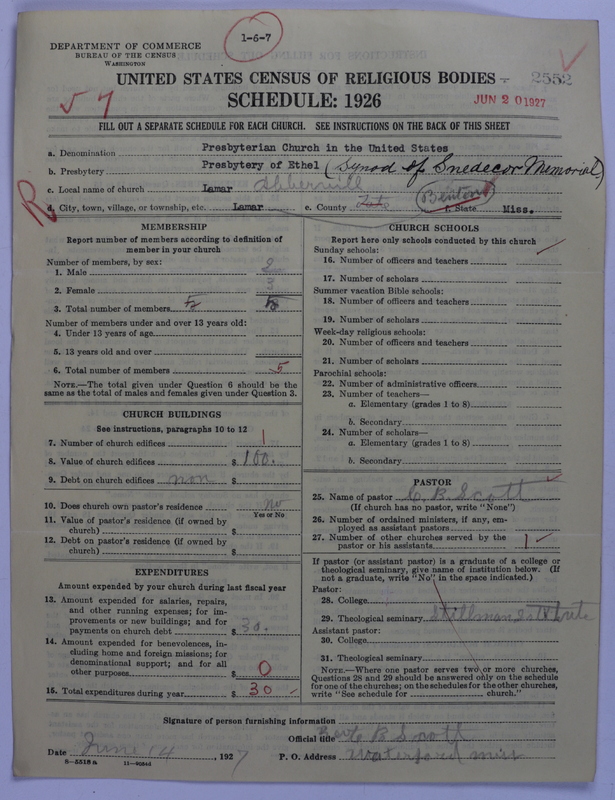 1-6-7
DEPARTMENT OF COMMERCE
BUREAU OF THE CENSUS
WASHINGTON
UNITED STATES CENSUS OF RELIGIOUS BODIES - 2552
SCHEDULE: 1926
JUN 20 1927
57
FILL OUT A SEPARATE SCHEDULE FOR EACH CHURCH. SEE INSTRUCTIONS ON THE BACK OF THIS SHEET
a. Denomination Presbyterian Church in the United States
b. Presbytery Presbytery of Ethel (Synod of Snedecor Memorial)
c. Local name of church Lamar
d. City, town, village, or township, etc. Lamar e. County Tate Benton f. State Miss.
R
MEMBERSHIP
Report number of members according to definition of member in your church
Number of members, by sex:
1. Male 2
2. Female 3
3. Total number of members 5
Number of members under and over 13 years old:
4. Under 13 years of age
5. 13 years old and over
6. Total number of members 5
NOTE.—The total given under Question 6 should be the same as the total of males and females given under Question 3.
CHURCH BUILDINGS
See instructions, paragraphs 10 to 12
7. Number of church edifices 1
8. Value of church edifices $ 100.
9. Debt on church edifices non $
10. Does church own pastor's residence no
Yes or No
11. Value of pastor's residence (if owned by church) $
12. Debt on pastor's residence (if owned by church) $
EXPENDITURES
Amount expended by your church during last fiscal year
13. Amount expended for salaries, repairs, and other running expenses; for improvements or new buildings; and for payments on church debt $ 30.
14. Amount expended for benevolences, including home and foreign missions; for denominational support; and for all other purposes $ 0
15. Total expenditures during year $ 30 -
CHURCH SCHOOLS
Report here only schools conducted by this church
Sunday schools:
16. Number of officers and teachers
17. Number of scholars
Summer vacation Bible schools:
18. Number of officers and teachers
19. Number of scholars
Week-day religious schools:
20. Number of officers and teachers
21. Number of scholars
Parochial schools:
22. Number of administrative officers
23. Number of teachers—
a. Elementary (grades 1 to 8)
b. Secondary
24. Number of scholars—
a. Elementary (grades 1 to 8)
b. Secondary
PASTOR
25. Name of pastor C. B. Scott
(If church has no pastor, write "None")
26. Number of ordained ministers, if any, employed as assistant pastors
27. Number of other churches served by the pastor or his assistants 1
If pastor (or assistant pastor) is a graduate of a college or theological seminary, give name of institution below. (If not a graduate, write "No" in the space indicated.)
Pastor:
28. College
29. Theological seminary Stillman Institute
Assistant pastor:
30. College
31. Theological seminary
NOTE.—Where one pastor serves two or more churches, Questions 28 and 29 should be answered only on the schedule for one of the churches; on the schedules for the other churches, write "See schedule for church."
Signature of person furnishing information
Official title Rev C B Scott
Date June 14, 1927 P. O. Address Waterford miss
8-5518a 11-9054d